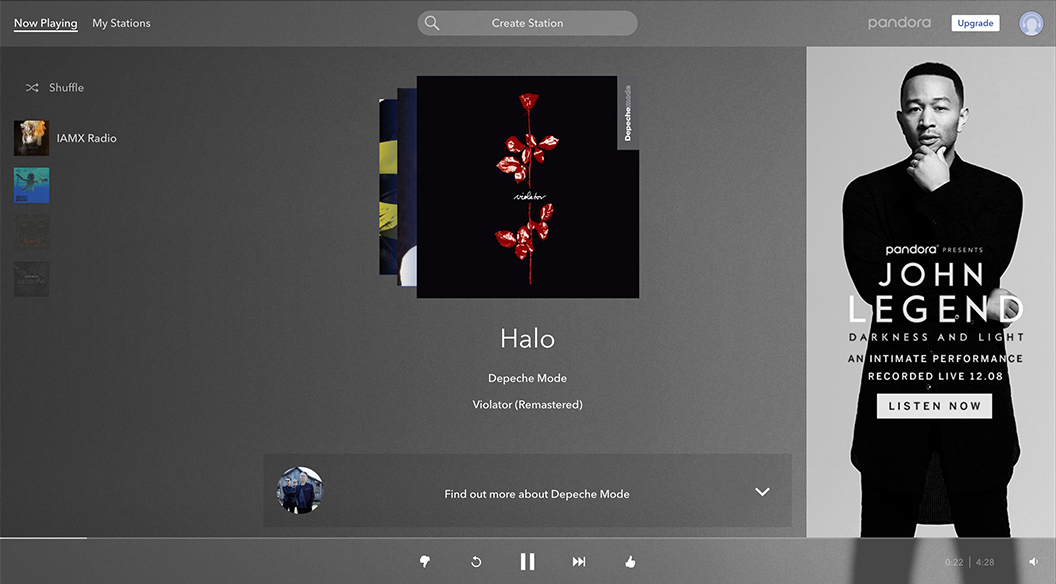 Now Playing
My Stations
Create Station
pandora
Upgrade
Shuffle
IAMX Radio
Depeche Mode
violator
Halo
Depeche Mode
Violator (Remastered)
Find out more about Depeche Mode
pandora PRESENTS
JOHN
LEGEND
DARKNESS AND LIGHT
AN INTIMATE PERFORMANCE
RECORDED LIVE 12.08
LISTEN NOW
0:22 | 4:28